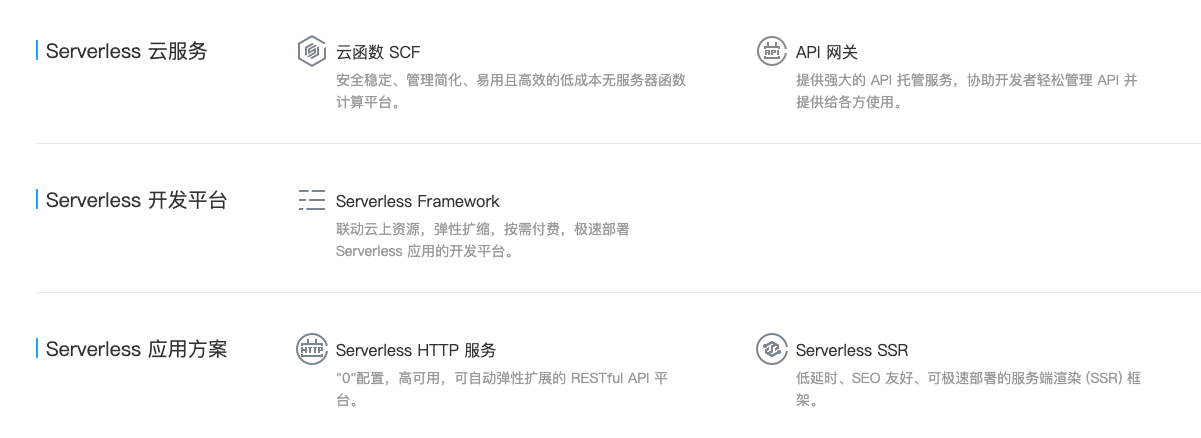 Serverless 云服务
云函数 SCF
安全稳定、管理简化、易用且高效的低成本无服务器函数
计算平台。
API
API 网关
提供强大的 API 托管服务，协助开发者轻松管理 API 并
提供给各方使用。
Serverless 开发平台
Serverless Framework
联动云上资源，弹性扩缩，按需付费，极速部署
Serverless 应用的开发平台。
Serverless 应用方案
HTTP
Serverless HTTP 服务
"0"配置，高可用，可自动弹性扩展的 RESTful API 平
台。
Serverless SSR
低延时、SEO 友好、可极速部署的服务端渲染 (SSR) 框
架。